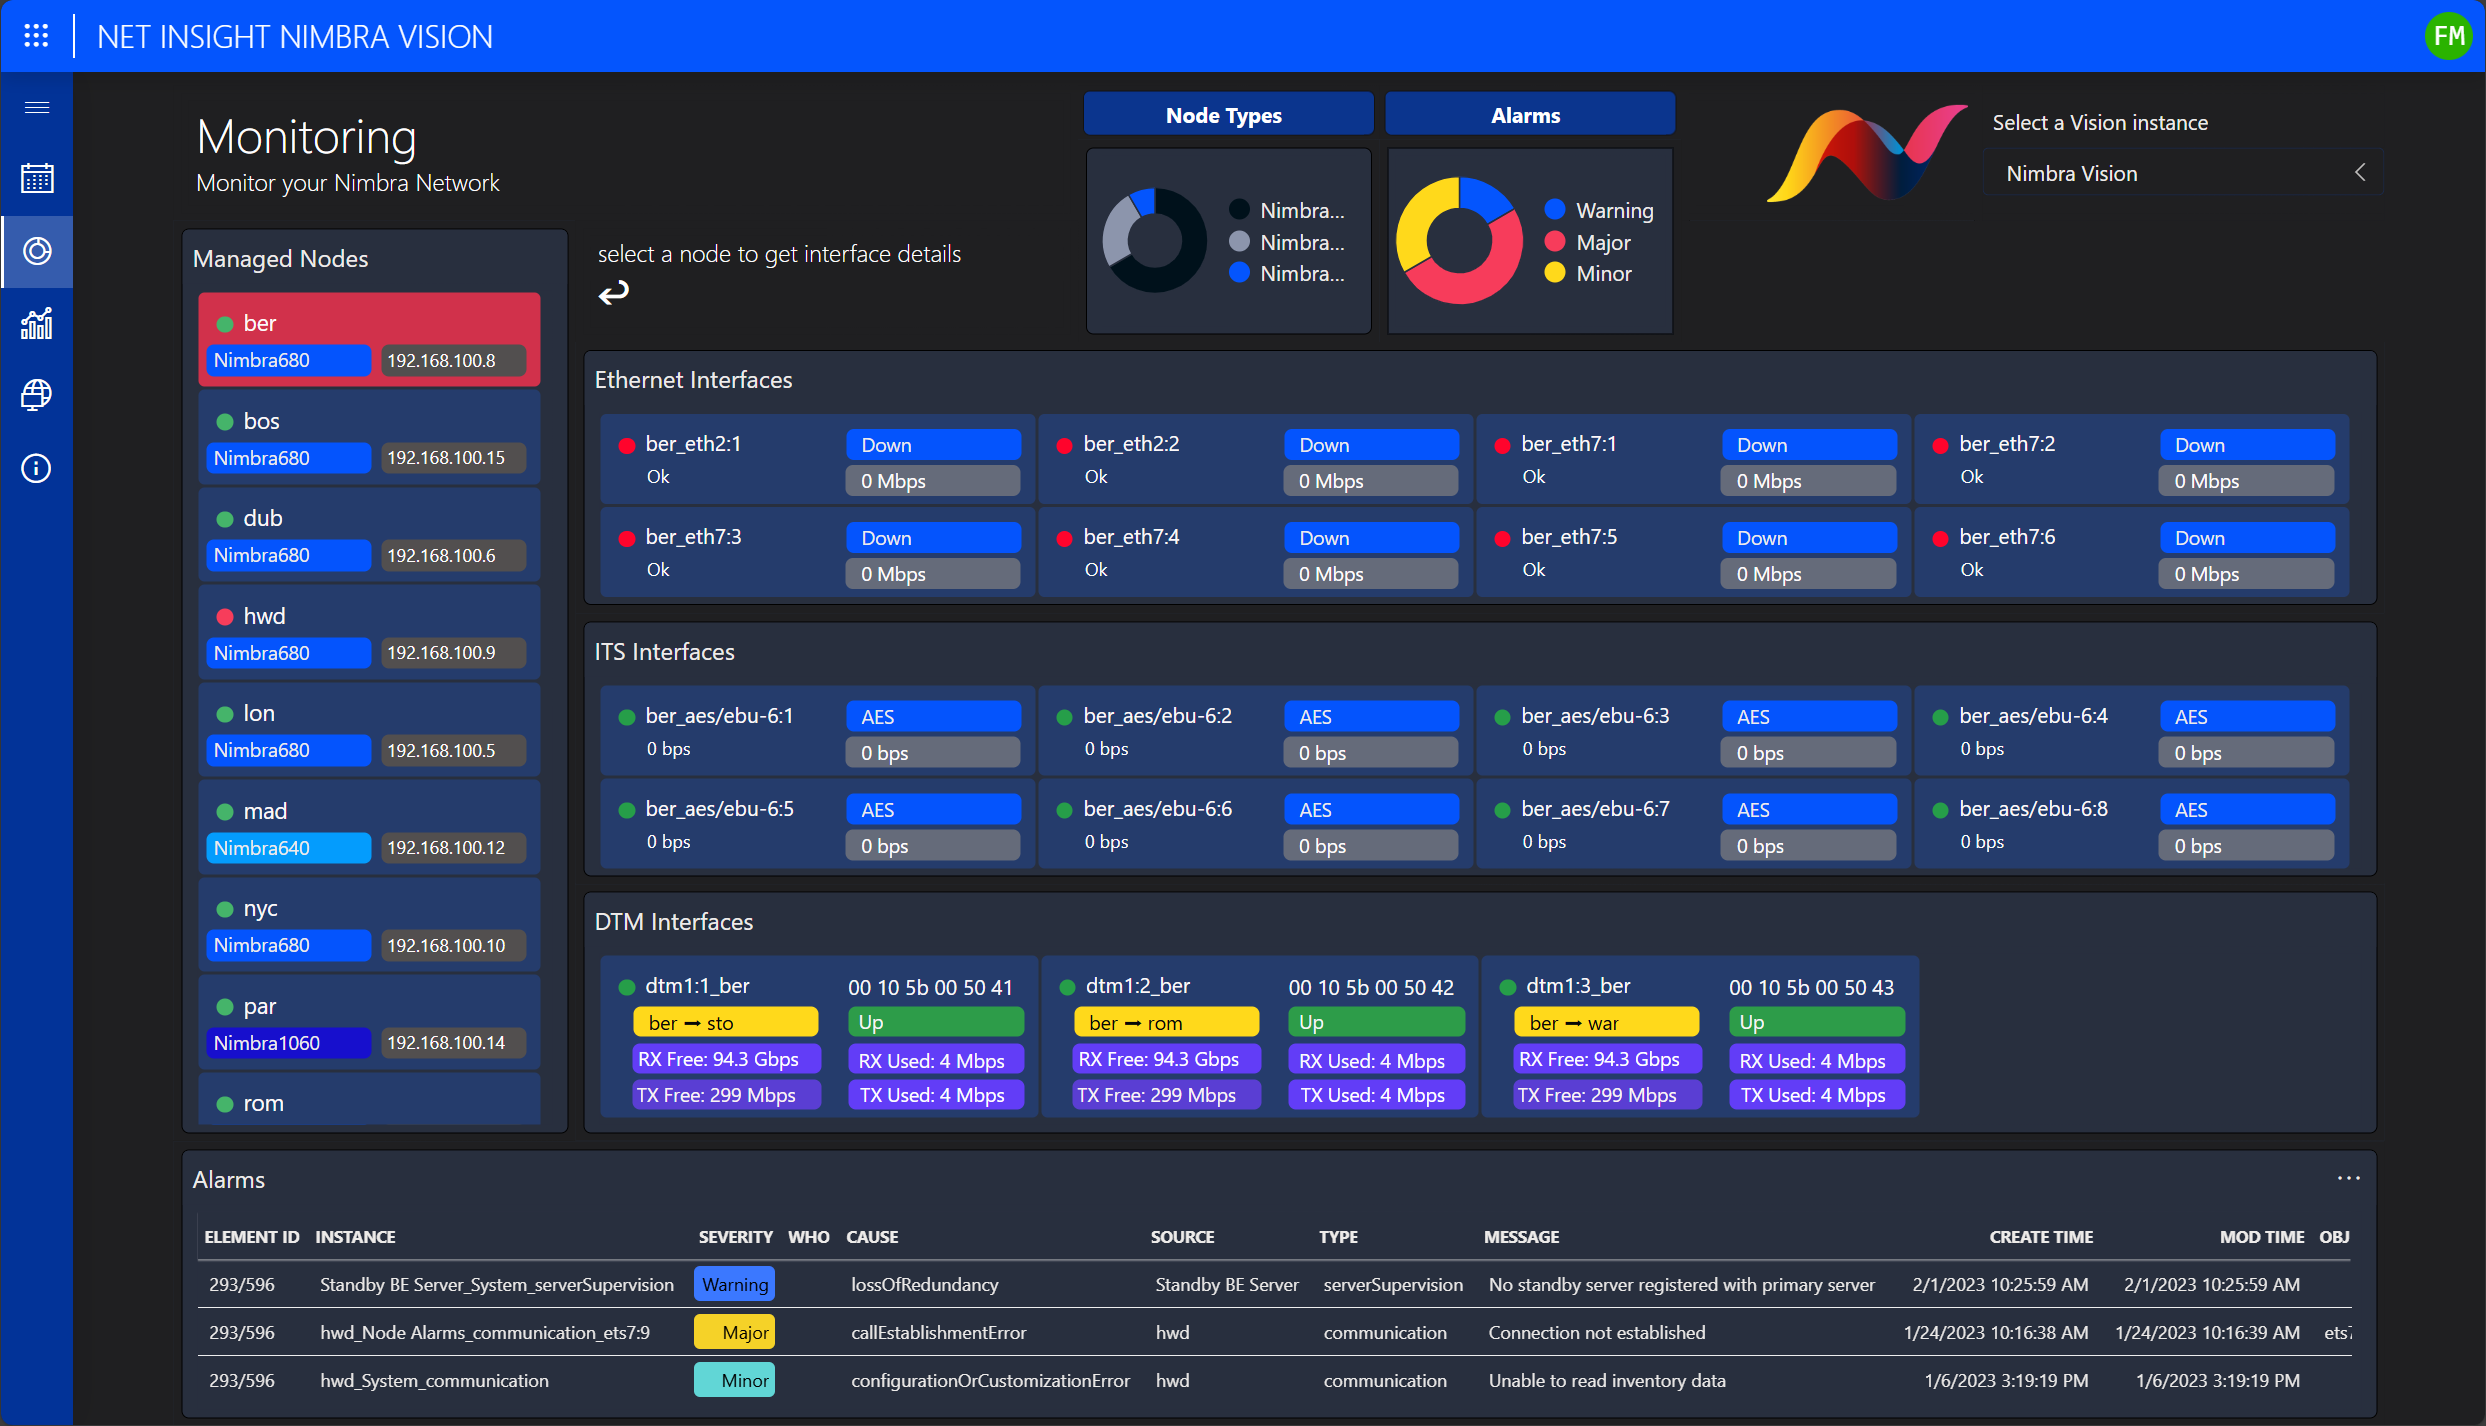 NET INSIGHT NIMBRA VISION
FM
Monitoring
Monitor your Nimbra Network
Node Types
Nimbra...
Nimbra...
Nimbra...
Alarms
Warning
Major
Minor
Select a Vision instance
Nimbra Vision
select a node to get interface details
Managed Nodes
ber
Nimbra680 192.168.100.8
bos
Nimbra680 192.168.100.15
dub
Nimbra680 192.168.100.6
hwd
Nimbra680 192.168.100.9
lon
Nimbra680 192.168.100.5
mad
Nimbra640 192.168.100.12
nyc
Nimbra680 192.168.100.10
par
Nimbra1060 192.168.100.14
rom
Ethernet Interfaces
ber_eth2:1 Down ber_eth2:2 Down ber_eth7:1 Down ber_eth7:2 Down
Ok 0 Mbps Ok 0 Mbps Ok 0 Mbps Ok 0 Mbps
ber_eth7:3 Down ber_eth7:4 Down ber_eth7:5 Down ber_eth7:6 Down
Ok 0 Mbps Ok 0 Mbps Ok 0 Mbps Ok 0 Mbps
ITS Interfaces
ber_aes/ebu-6:1 AES ber_aes/ebu-6:2 AES ber_aes/ebu-6:3 AES ber_aes/ebu-6:4 AES
0 bps 0 bps 0 bps 0 bps 0 bps 0 bps 0 bps 0 bps
ber_aes/ebu-6:5 AES ber_aes/ebu-6:6 AES ber_aes/ebu-6:7 AES ber_aes/ebu-6:8 AES
0 bps 0 bps 0 bps 0 bps 0 bps 0 bps 0 bps 0 bps
DTM Interfaces
dtm1:1_ber 00 10 5b 00 50 41 dtm1:2_ber 00 10 5b 00 50 42 dtm1:3_ber 00 10 5b 00 50 43
ber → sto Up ber → rom Up ber → war Up
RX Free: 94.3 Gbps RX Used: 4 Mbps RX Free: 94.3 Gbps RX Used: 4 Mbps RX Free: 94.3 Gbps RX Used: 4 Mbps
TX Free: 299 Mbps TX Used: 4 Mbps TX Free: 299 Mbps TX Used: 4 Mbps TX Free: 299 Mbps TX Used: 4 Mbps
Alarms ...
ELEMENT ID INSTANCE SEVERITY WHO CAUSE SOURCE TYPE MESSAGE CREATE TIME MOD TIME OBJ
293/596 Standby BE Server_System_serverSupervision Warning lossOfRedundancy Standby BE Server serverSupervision No standby server registered with primary server 2/1/2023 10:25:59 AM 2/1/2023 10:25:59 AM
293/596 hwd_Node Alarms_communication_ets7:9 Major callEstablishmentError hwd communication Connection not established 1/24/2023 10:16:38 AM 1/24/2023 10:16:39 AM ets7
293/596 hwd_System_communication Minor configurationOrCustomizationError hwd communication Unable to read inventory data 1/6/2023 3:19:19 PM 1/6/2023 3:19:19 PM